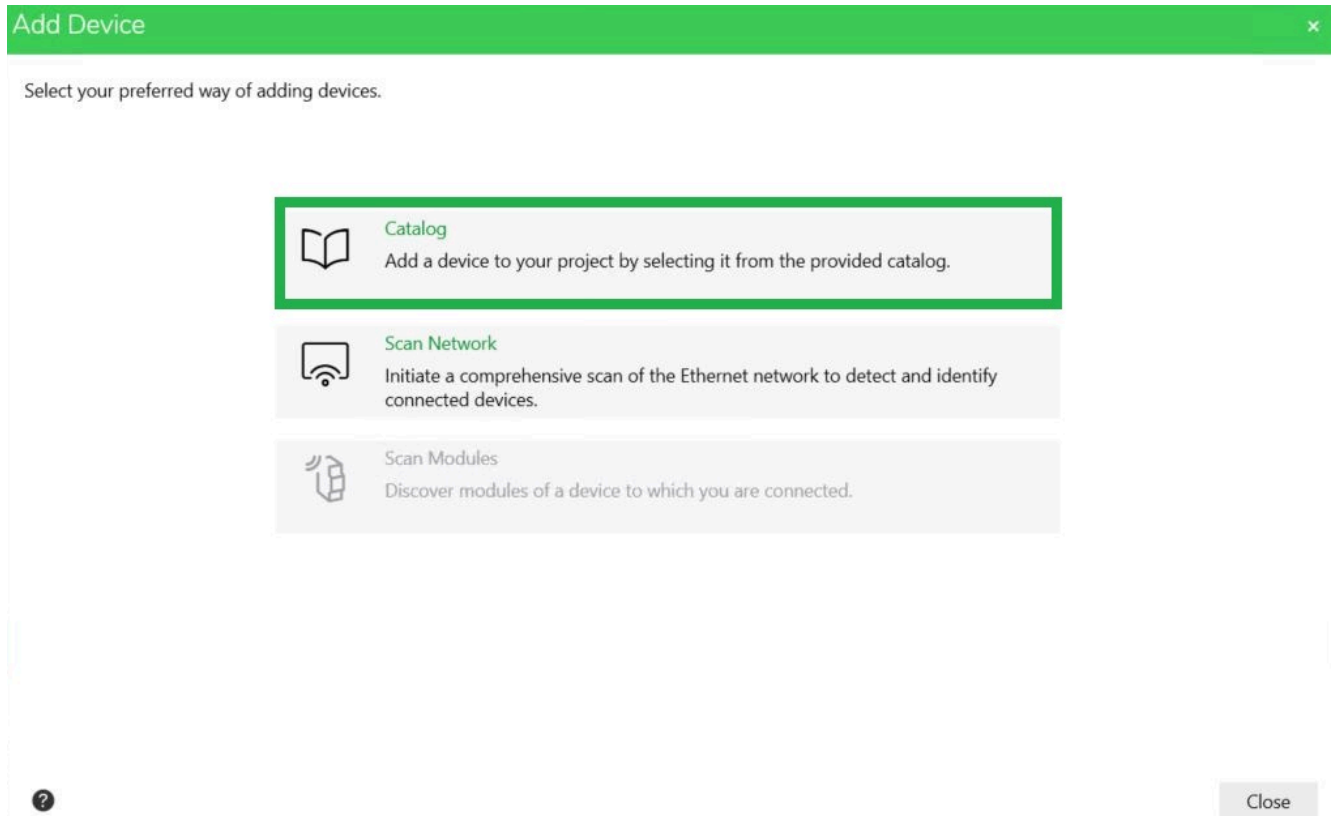 Add Device
Select your preferred way of adding devices.
Catalog
Add a device to your project by selecting it from the provided catalog.
Scan Network
Initiate a comprehensive scan of the Ethernet network to detect and identify
connected devices.
Scan Modules
Discover modules of a device to which you are connected.
Close